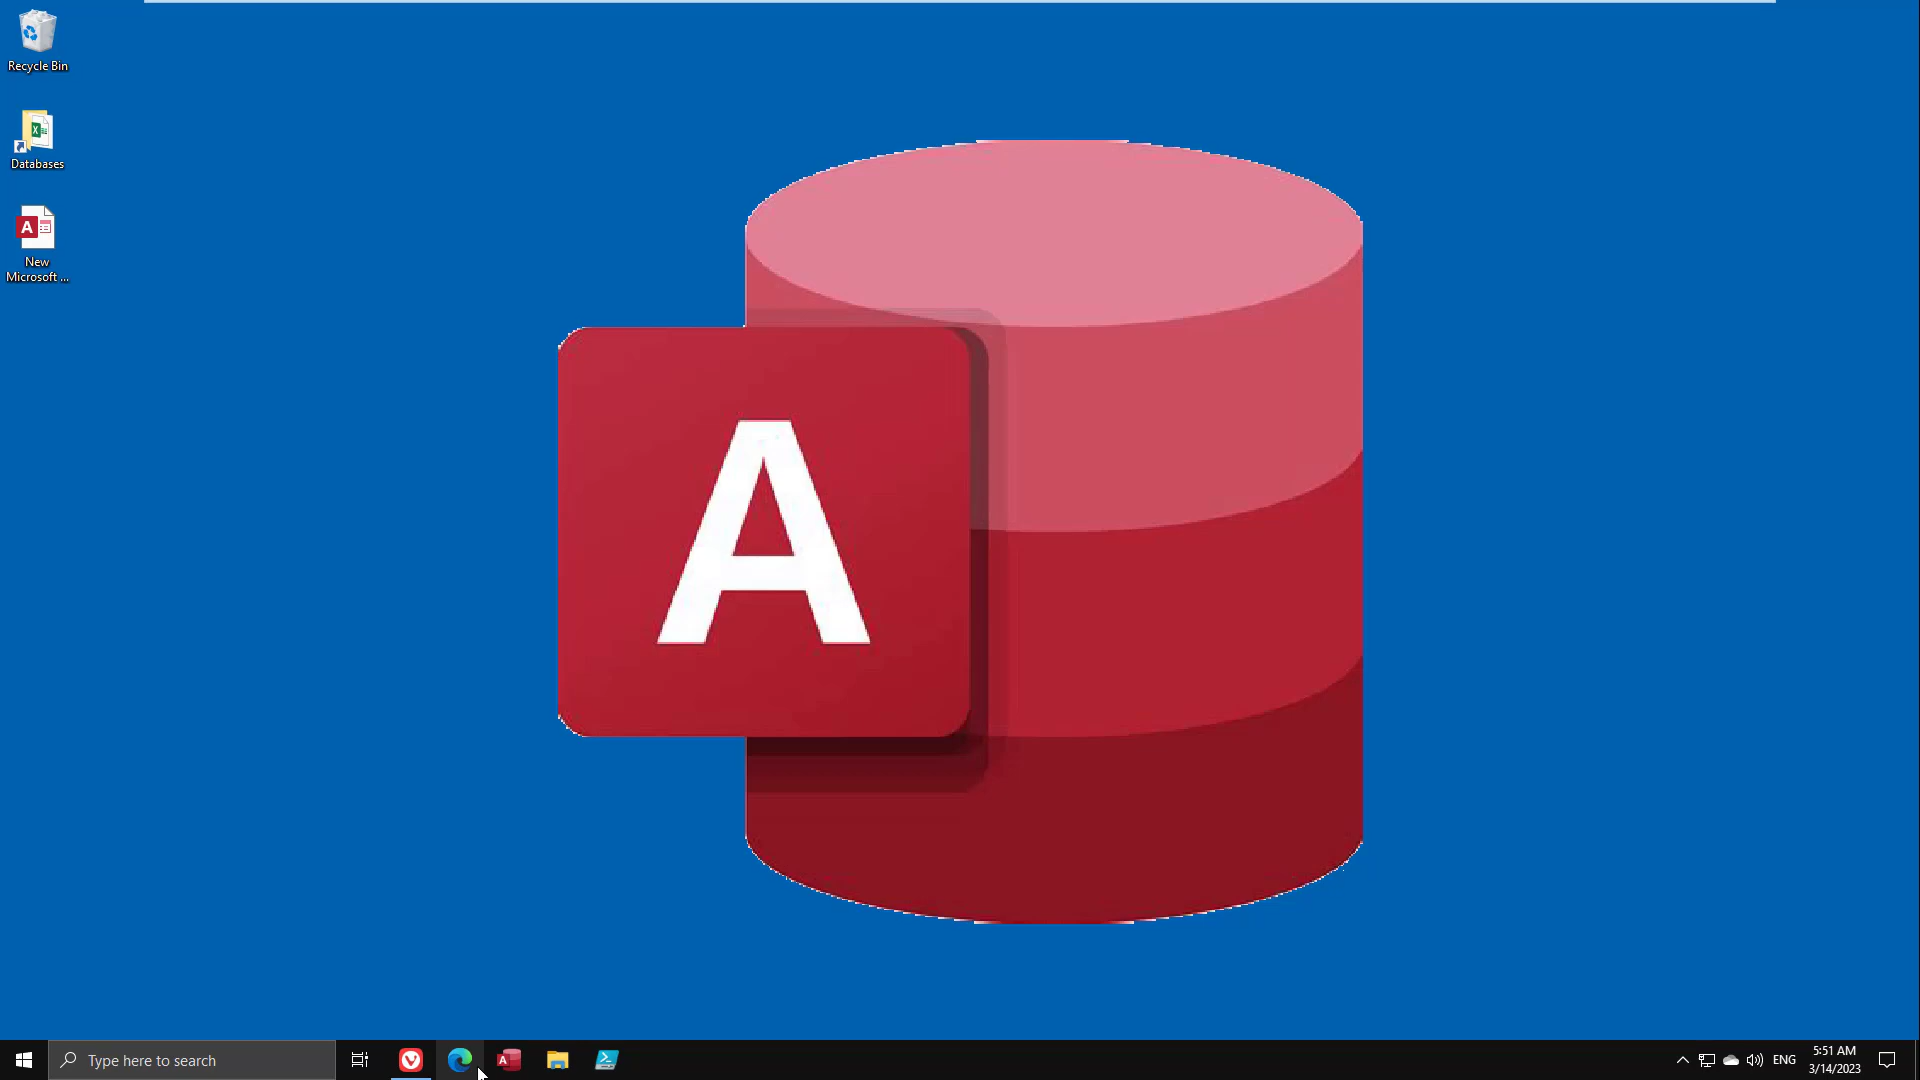 Recycle Bin
Databases
A
New
Microsoft ...
A
Type here to search
A
ENG
5:51 AM
3/14/2023